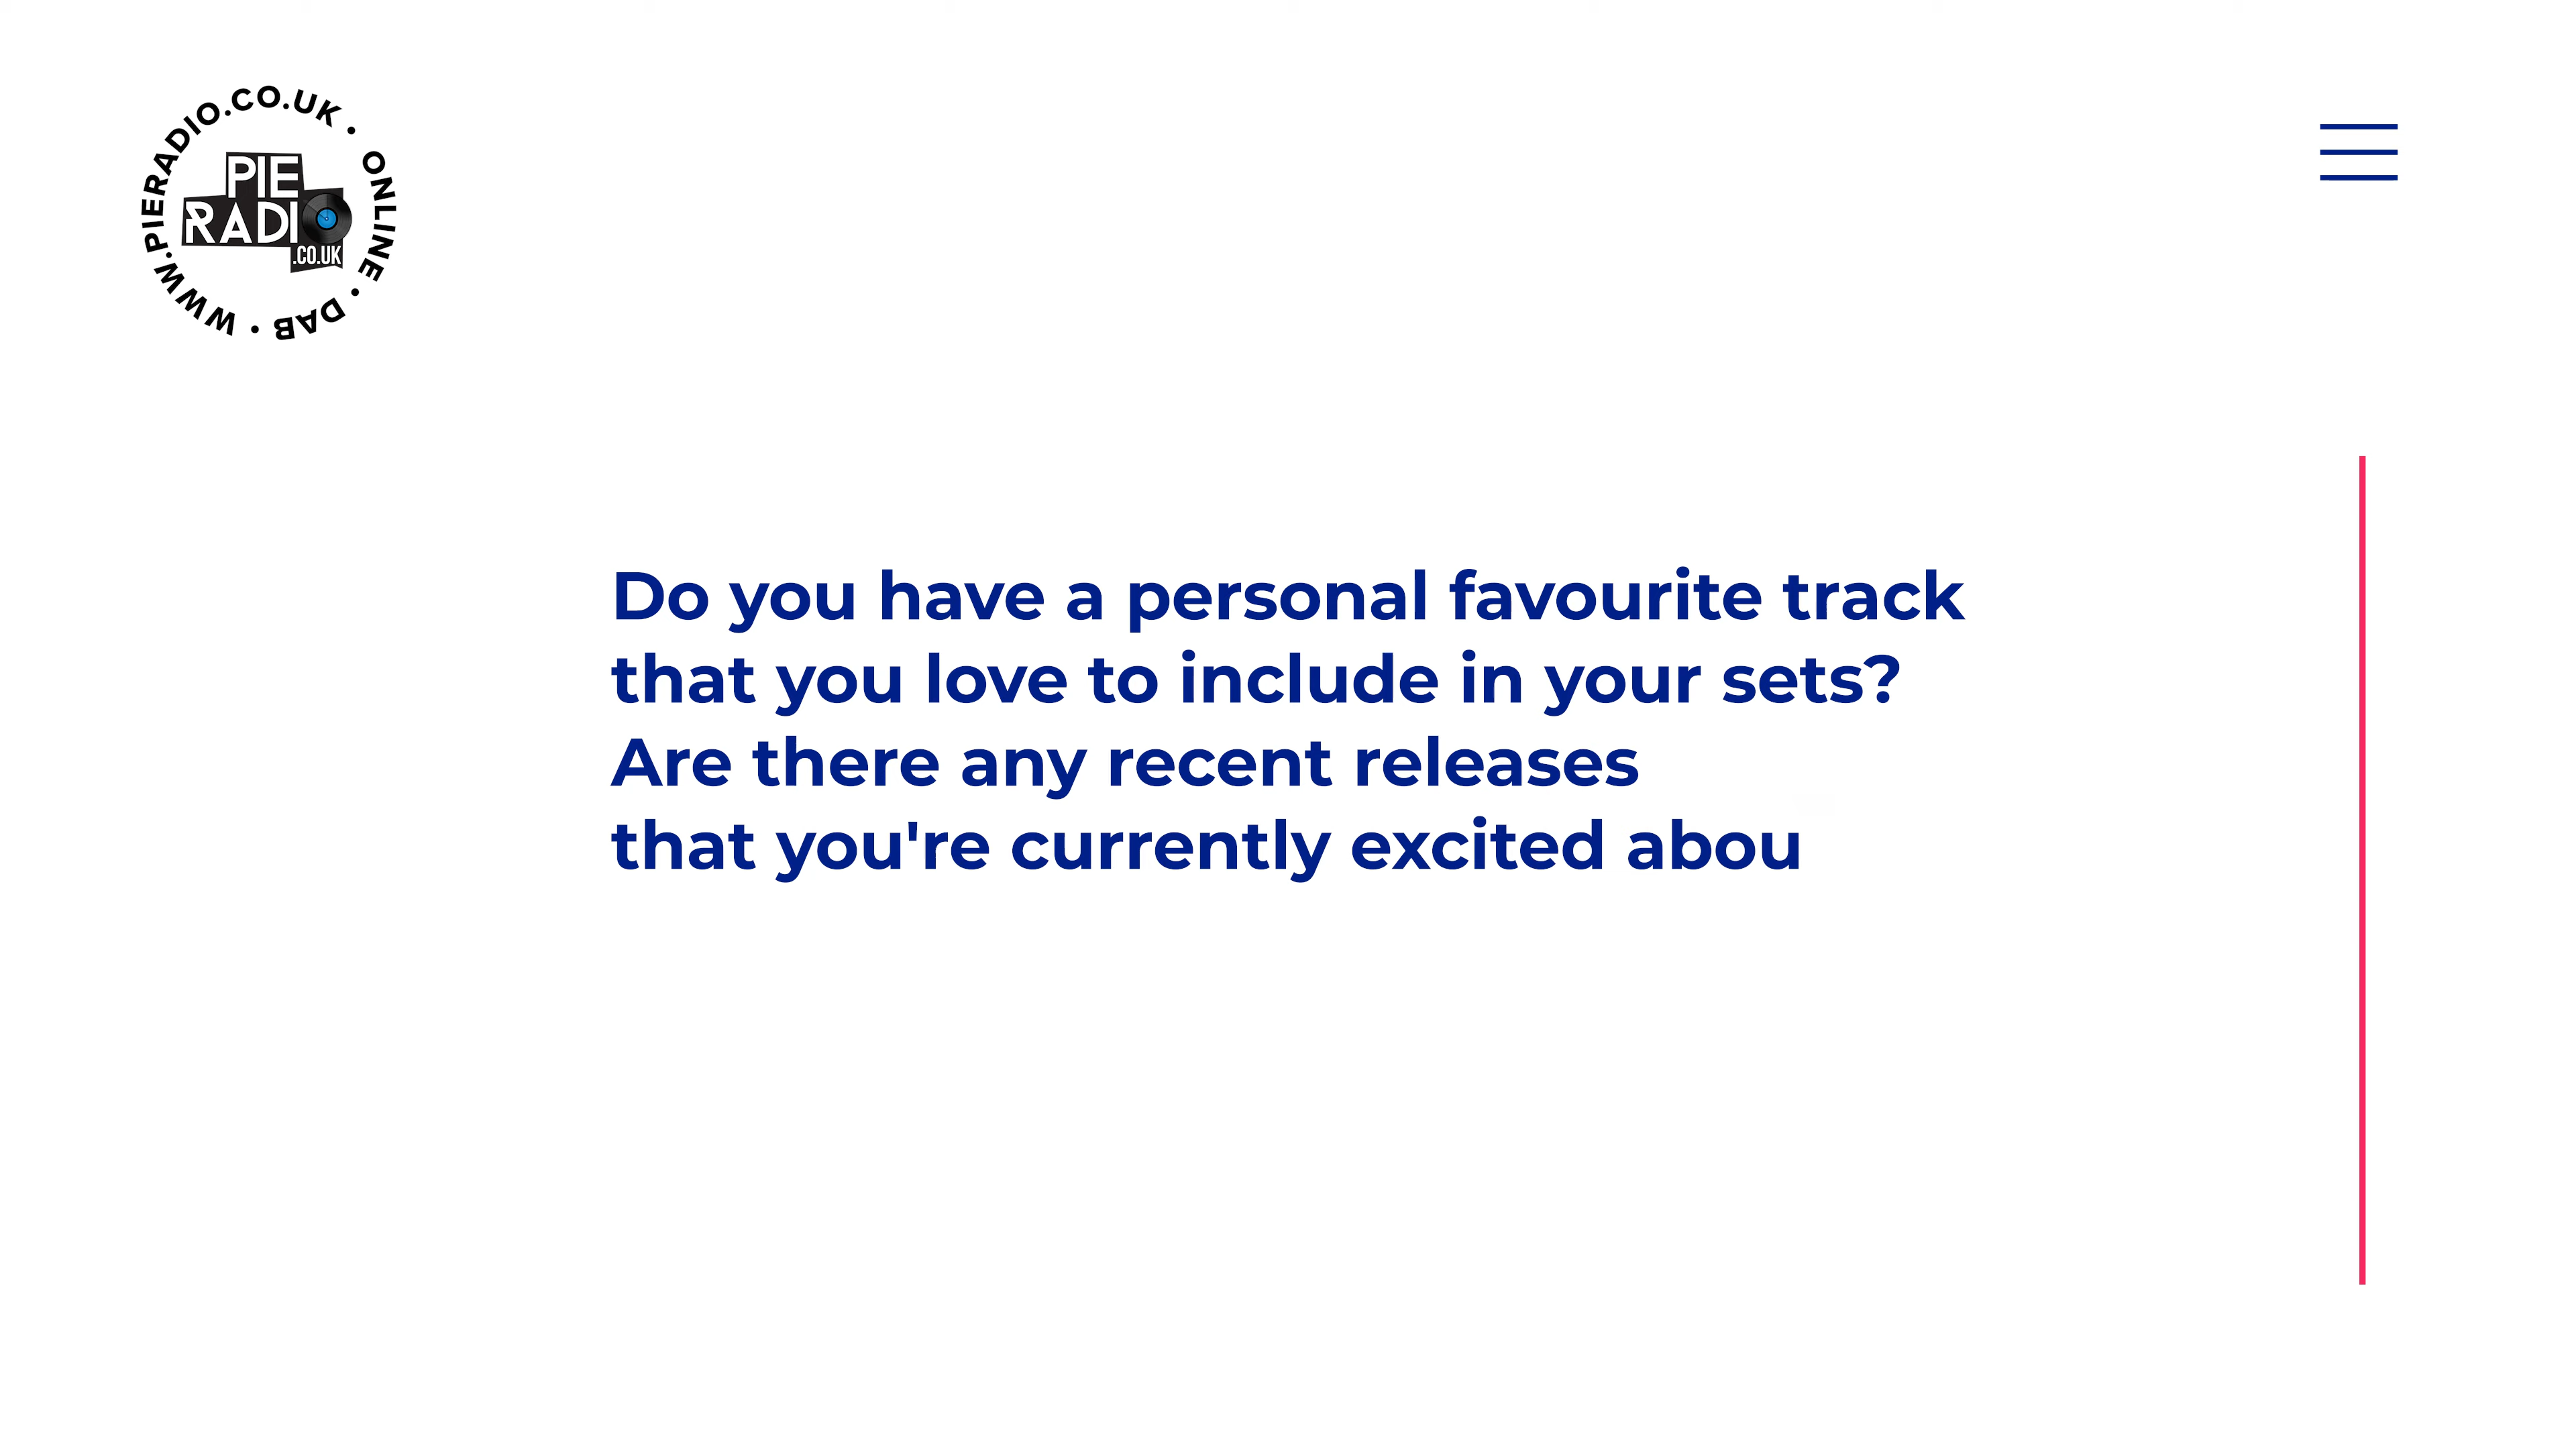 WWW.PIERADIO.CO.UK • ONLINE • DAB •
PIE
RADIO
.CO.UK
Do you have a personal favourite track
that you love to include in your sets?
Are there any recent releases
that you're currently excited abou